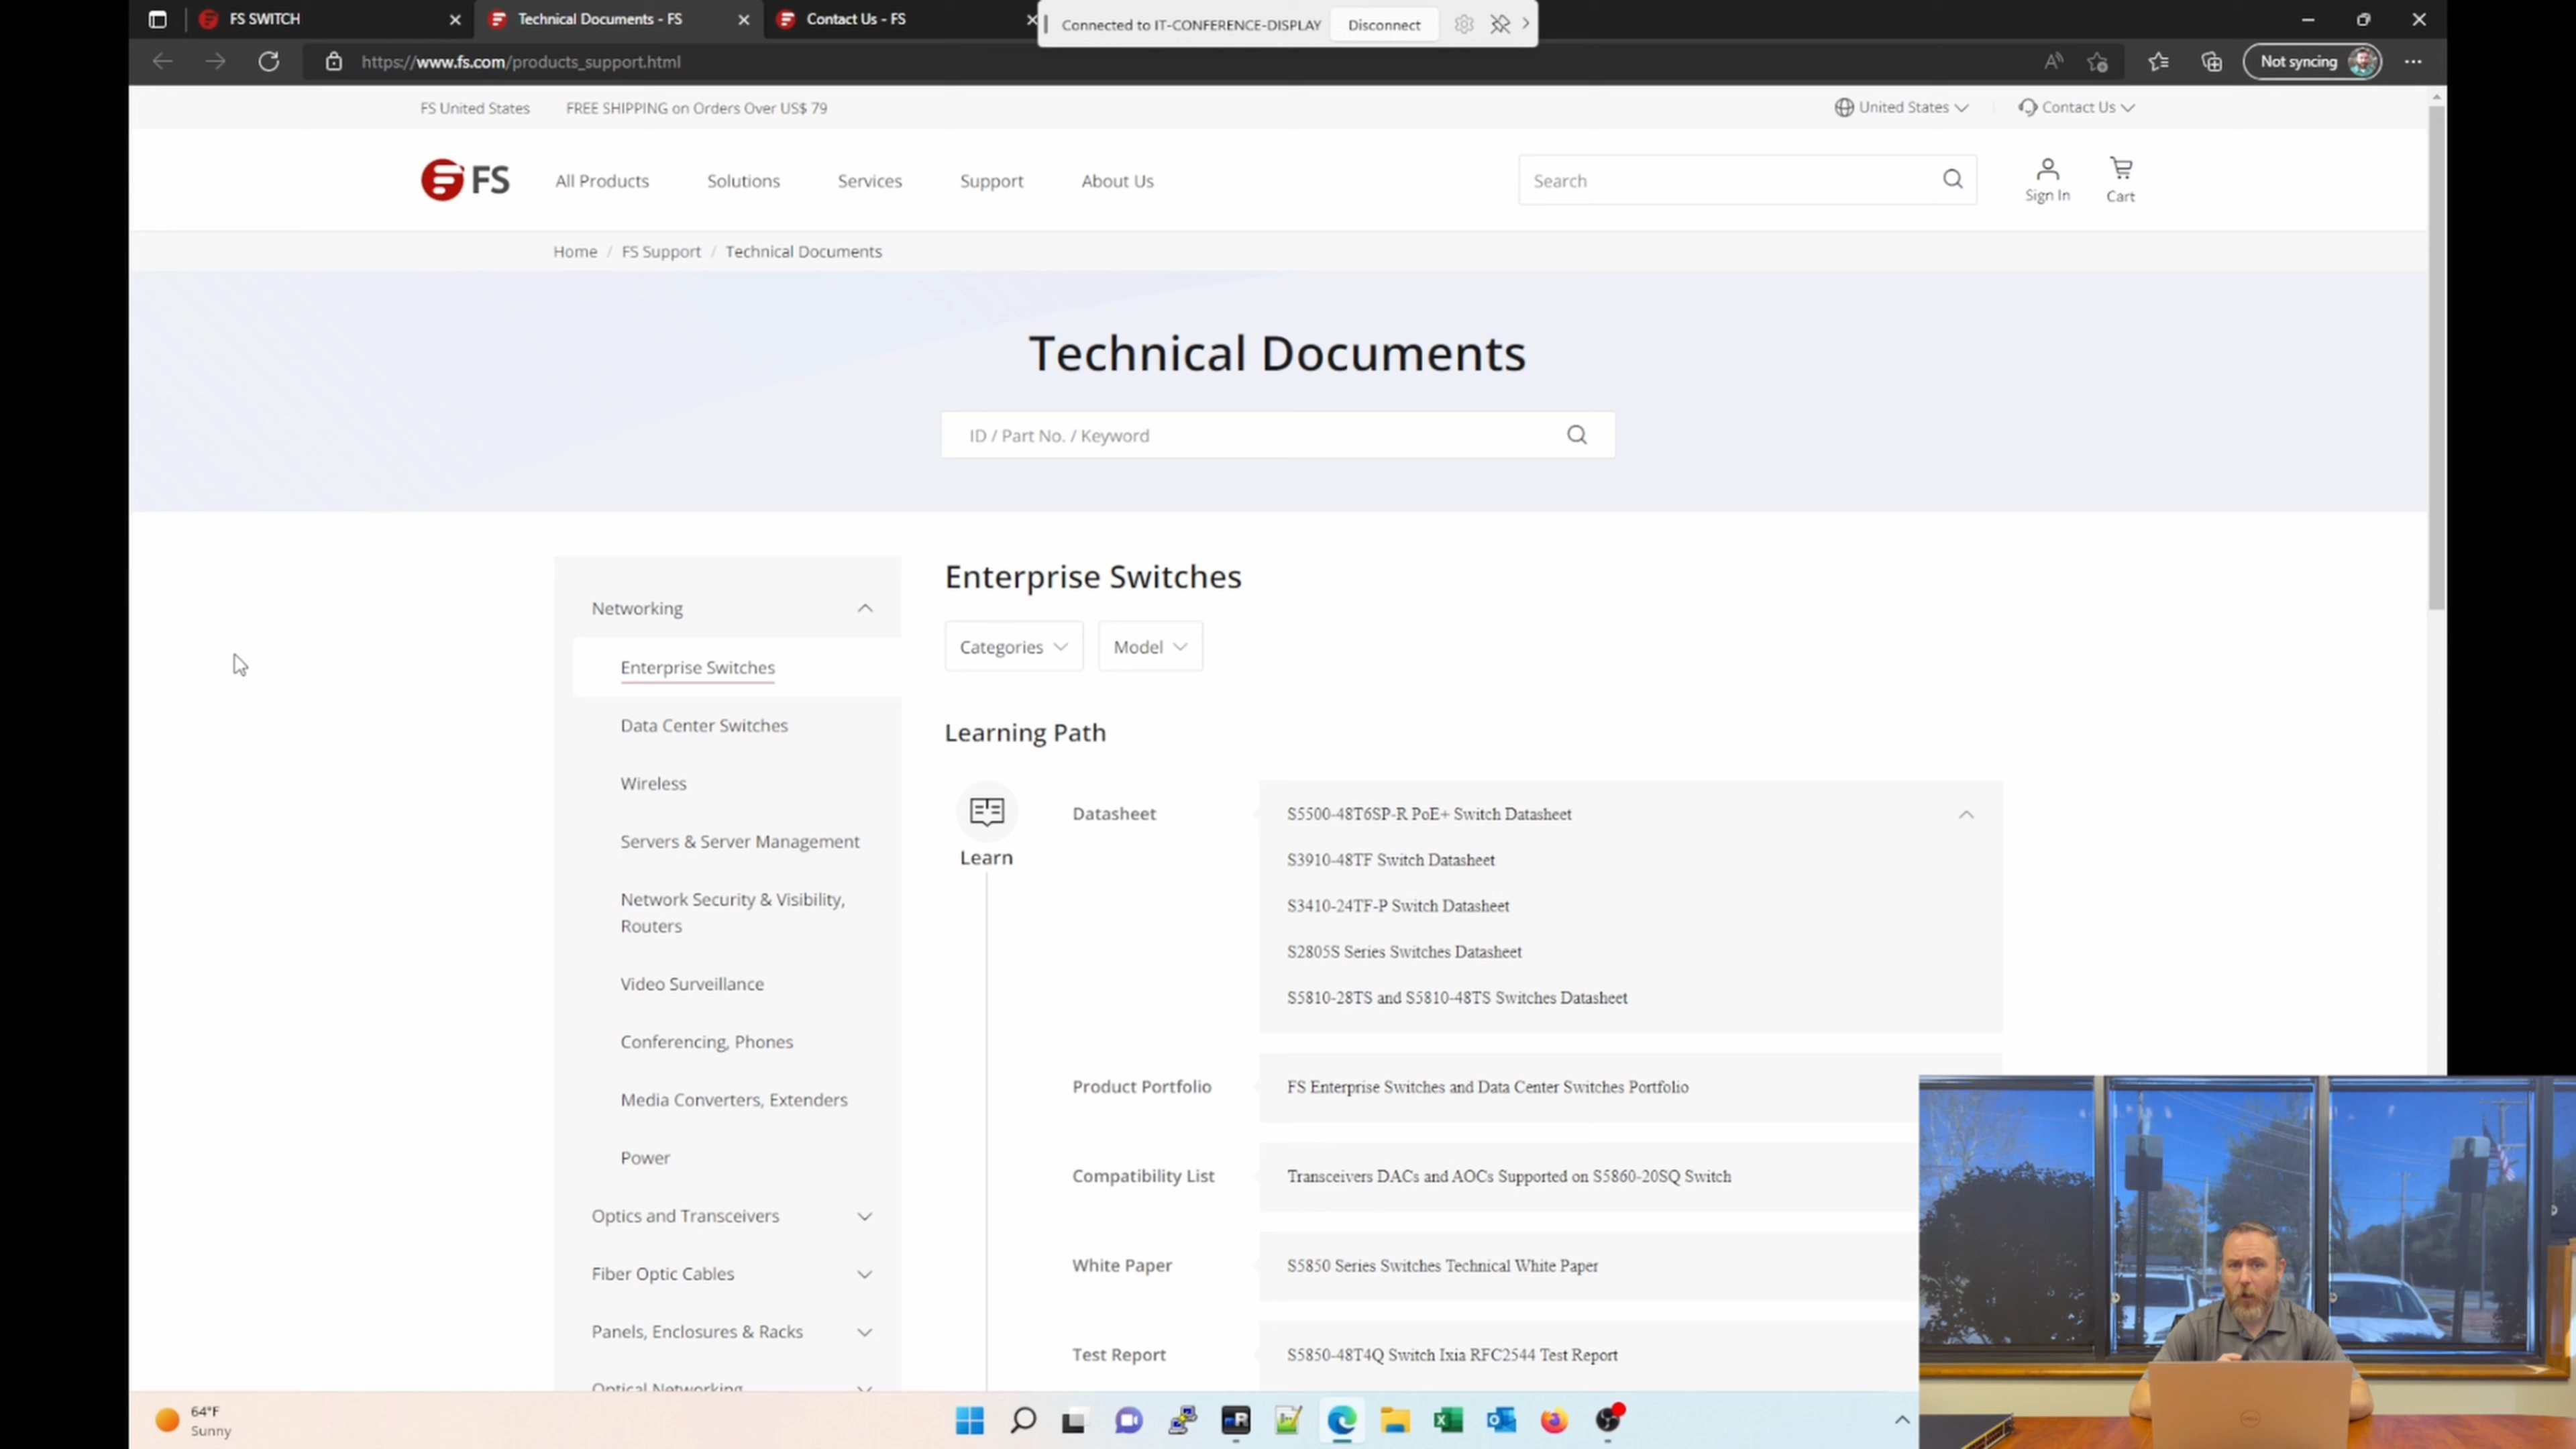 FS SWITCH
Technical Documents - FS
Contact Us - FS
Connected to IT-CONFERENCE-DISPLAY
Disconnect
https://www.fs.com/products_support.html
Not syncing
FS United States
FREE SHIPPING on Orders Over US$ 79
United States
Contact Us
FS
All Products
Solutions
Services
Support
About Us
Search
Sign In
Cart
Home / FS Support / Technical Documents
Technical Documents
ID / Part No. / Keyword
Networking
Enterprise Switches
Data Center Switches
Wireless
Servers & Server Management
Network Security & Visibility,
Routers
Video Surveillance
Conferencing, Phones
Media Converters, Extenders
Power
Optics and Transceivers
Fiber Optic Cables
Panels, Enclosures & Racks
Optical Networking
Enterprise Switches
Categories
Model
Learning Path
Learn
Datasheet
S5500-48T6SP-R PoE+ Switch Datasheet
S3910-48TF Switch Datasheet
S3410-24TF-P Switch Datasheet
S2805S Series Switches Datasheet
S5810-28TS and S5810-48TS Switches Datasheet
Product Portfolio
FS Enterprise Switches and Data Center Switches Portfolio
Compatibility List
Transceivers DACs and AOCs Supported on S5860-20SQ Switch
White Paper
S5850 Series Switches Technical White Paper
Test Report
S5850-48T4Q Switch Ixia RFC2544 Test Report
64°F
Sunny